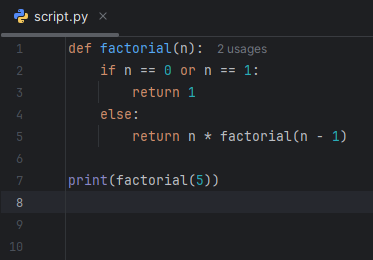 script.py
1 def factorial(n): 2 usages
2     if n == 0 or n == 1:
3         return 1
4     else:
5         return n * factorial(n - 1)
6
7 print(factorial(5))
8
9
10